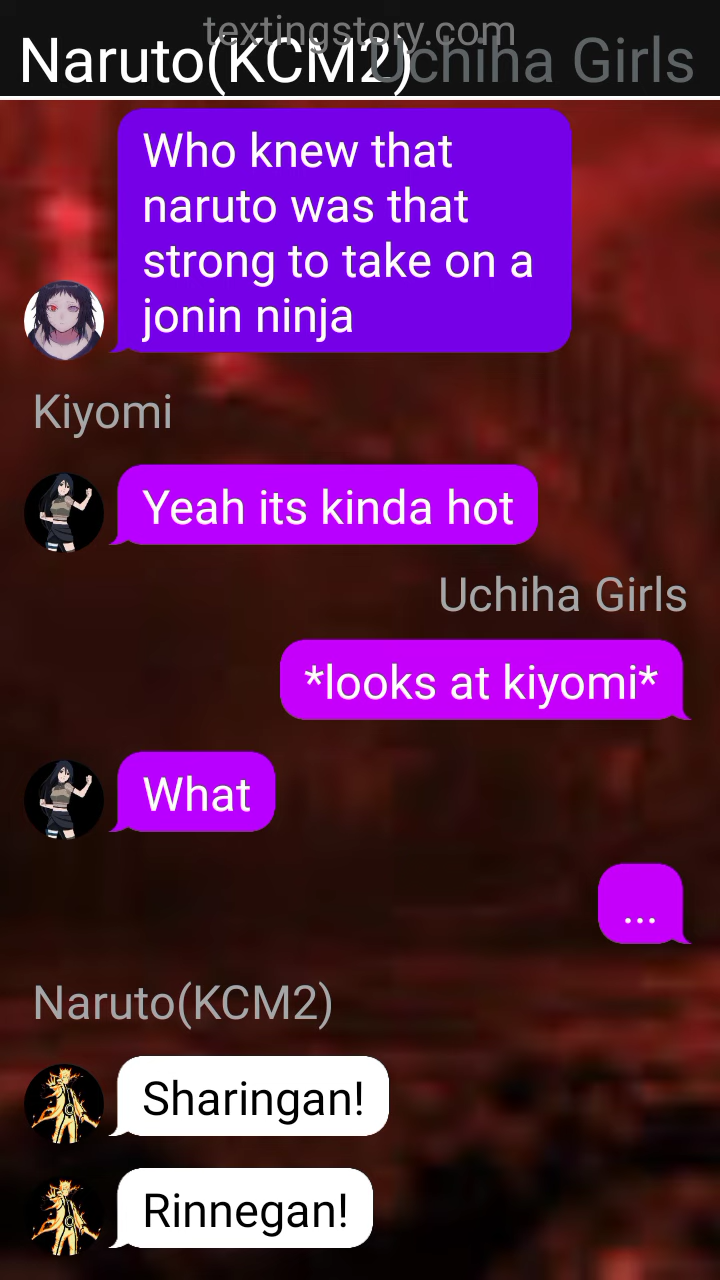 textingstory.com
Naruto(KCM2)
Uchiha Girls
Who knew that
naruto was that
strong to take on a
jonin ninja
Kiyomi
Yeah its kinda hot
Uchiha Girls
*looks at kiyomi*
What
...
Naruto(KCM2)
Sharingan!
Rinnegan!